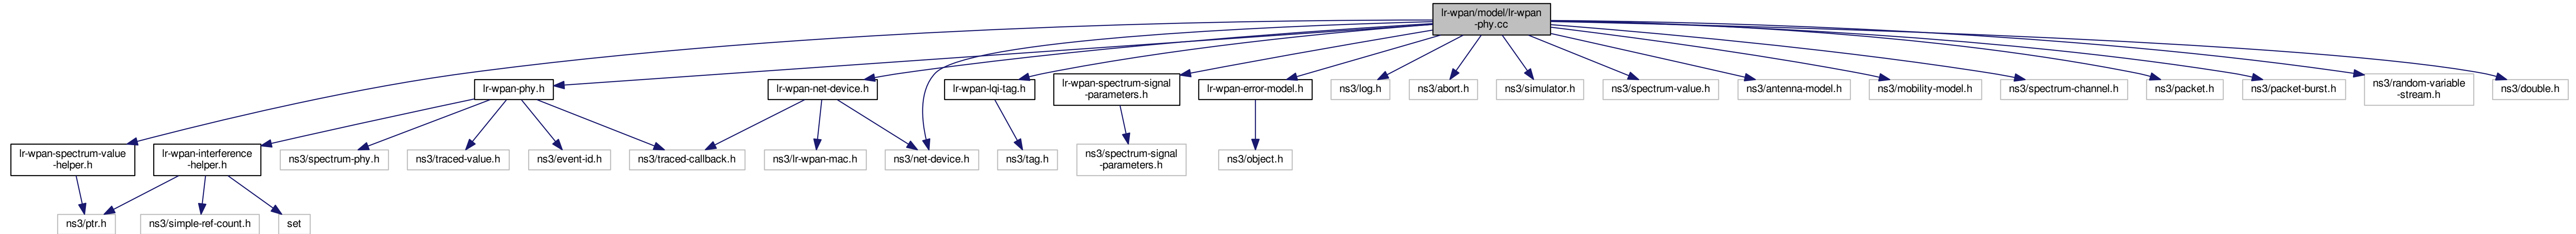 lr-wpan/model/lr-wpan
-phy.cc
lr-wpan-phy.h
lr-wpan-net-device.h
lr-wpan-lqi-tag.h
lr-wpan-spectrum-signal
-parameters.h
lr-wpan-error-model.h
ns3/log.h
ns3/abort.h
ns3/simulator.h
ns3/spectrum-value.h
ns3/antenna-model.h
ns3/mobility-model.h
ns3/spectrum-channel.h
ns3/packet.h
ns3/packet-burst.h
ns3/random-variable
-stream.h
ns3/double.h
lr-wpan-spectrum-value
-helper.h
lr-wpan-interference
-helper.h
ns3/spectrum-phy.h
ns3/traced-value.h
ns3/event-id.h
ns3/traced-callback.h
ns3/lr-wpan-mac.h
ns3/net-device.h
ns3/tag.h
ns3/spectrum-signal
-parameters.h
ns3/object.h
ns3/ptr.h
ns3/simple-ref-count.h
set